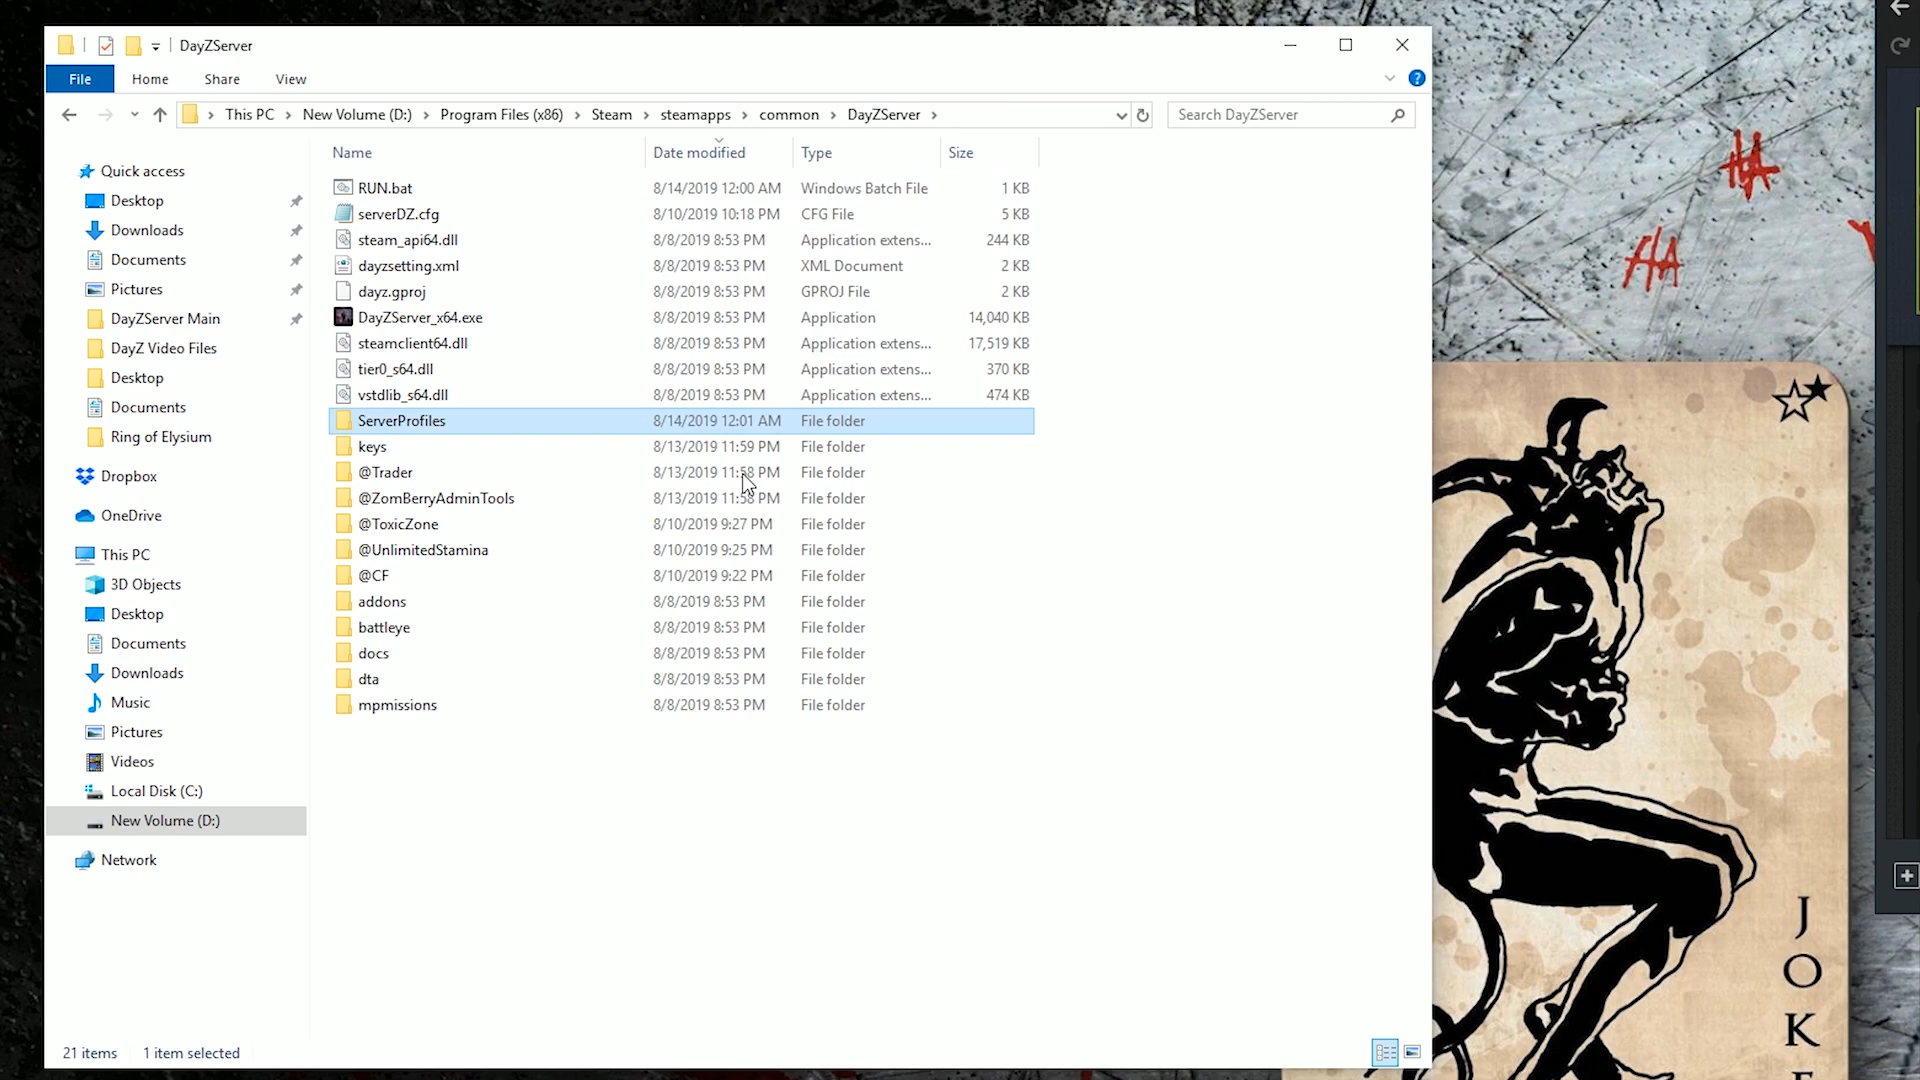 DayZServer
File Home Share View
This PC New Volume (D:) Program Files (x86) Steam steamapps common DayZServer Search DayZServer
Name Date modified Type Size
RUN.bat 8/14/2019 12:00 AM Windows Batch File 1 KB
serverDZ.cfg 8/10/2019 10:18 PM CFG File 5 KB
steam_api64.dll 8/8/2019 8:53 PM Application extens... 244 KB
dayzsetting.xml 8/8/2019 8:53 PM XML Document 2 KB
dayz.gproj 8/8/2019 8:53 PM GPROJ File 2 KB
DayZServer_x64.exe 8/8/2019 8:53 PM Application 14,040 KB
steamclient64.dll 8/8/2019 8:53 PM Application extens... 17,519 KB
tier0_s64.dll 8/8/2019 8:53 PM Application extens... 370 KB
vstdlib_s64.dll 8/8/2019 8:53 PM Application extens... 474 KB
ServerProfiles 8/14/2019 12:01 AM File folder
keys 8/13/2019 11:59 PM File folder
@Trader 8/13/2019 11:58 PM File folder
@ZomBerryAdminTools 8/13/2019 11:58 PM File folder
@ToxicZone 8/10/2019 9:27 PM File folder
@UnlimitedStamina 8/10/2019 9:25 PM File folder
@CF 8/10/2019 9:22 PM File folder
addons 8/8/2019 8:53 PM File folder
battleye 8/8/2019 8:53 PM File folder
docs 8/8/2019 8:53 PM File folder
dta 8/8/2019 8:53 PM File folder
mpmissions 8/8/2019 8:53 PM File folder
Quick access
Desktop
Downloads
Documents
Pictures
DayZServer Main
DayZ Video Files
Desktop
Documents
Ring of Elysium
Dropbox
OneDrive
This PC
3D Objects
Desktop
Documents
Downloads
Music
Pictures
Videos
Local Disk (C:)
New Volume (D:)
Network
21 items 1 item selected
HA
HA
J
O
K
E